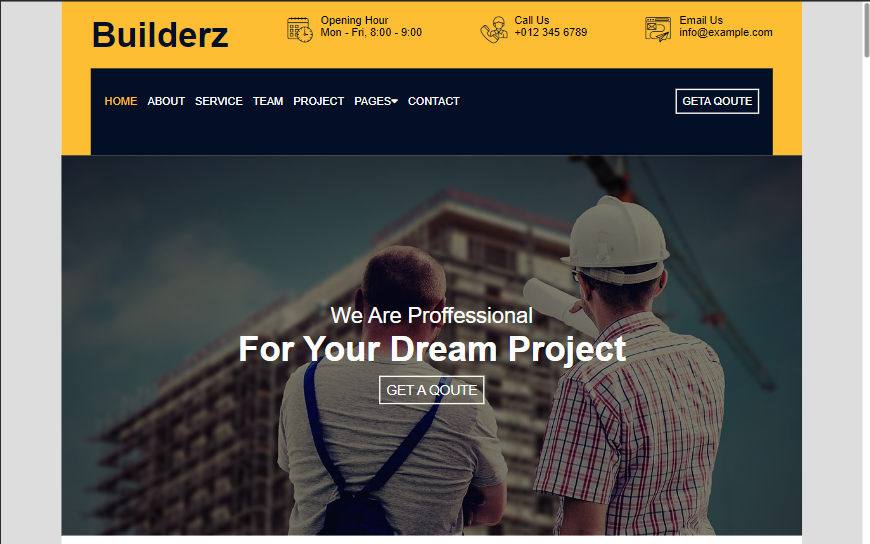 Builderz
Opening Hour
Mon - Fri, 8:00 - 9:00
Call Us
+012 345 6789
Email Us
info@example.com
HOME ABOUT SERVICE TEAM PROJECT PAGES CONTACT
GETA QOUTE
We Are Proffessional
For Your Dream Project
GET A QOUTE